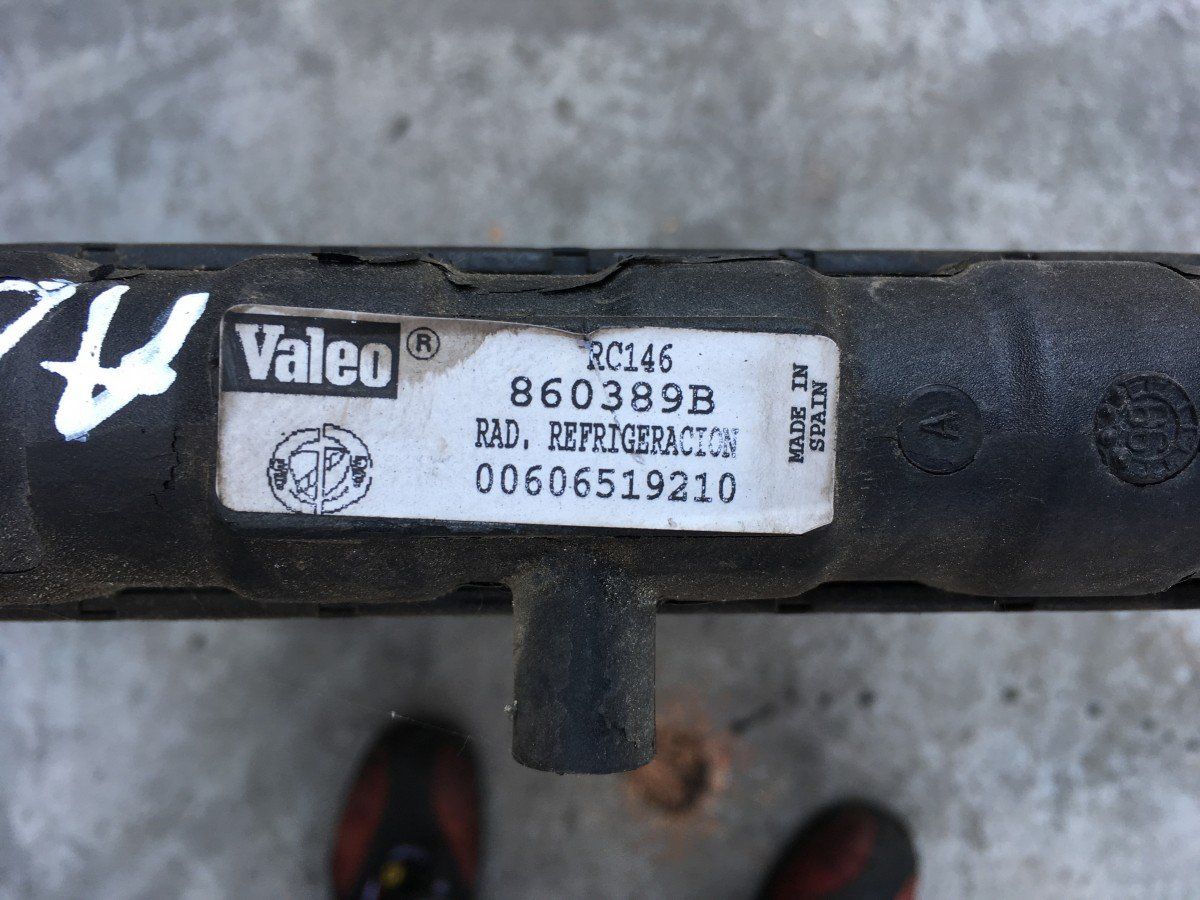 Valeo ®
RC146
860389B
RAD. REFRIGERACION
00606519210
MADE IN
SPAIN
A